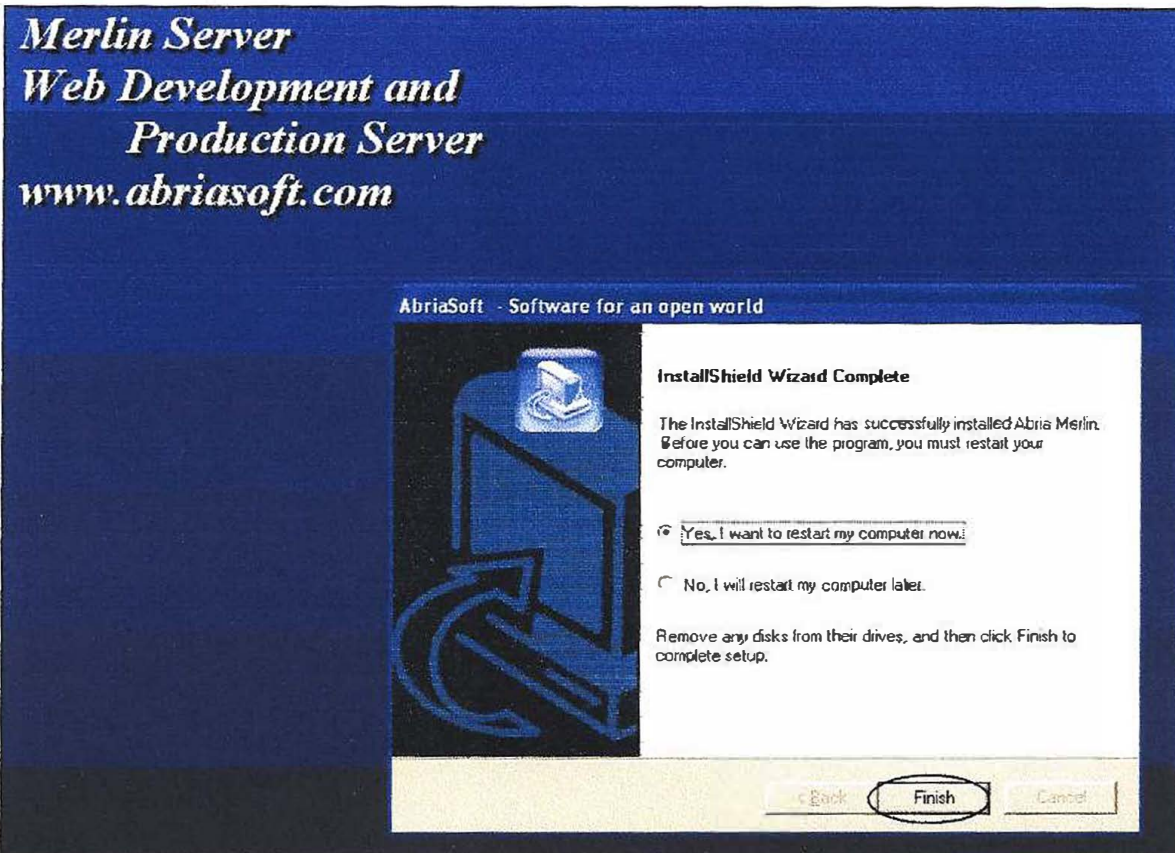 Merlin Server
Web Development and
Production Server
www.abriasoft.com
AbriaSoft - Software for an open world
InstallShield Wizard Complete
The InstallShield Wizard has successfully installed Abria Merlin.
Before you can use the program, you must restart your
computer.
Yes, I want to restart my computer now.
No, I will restart my computer later.
Remove any disks from their drives, and then click Finish to
complete setup.
< Back
Finish
Cancel